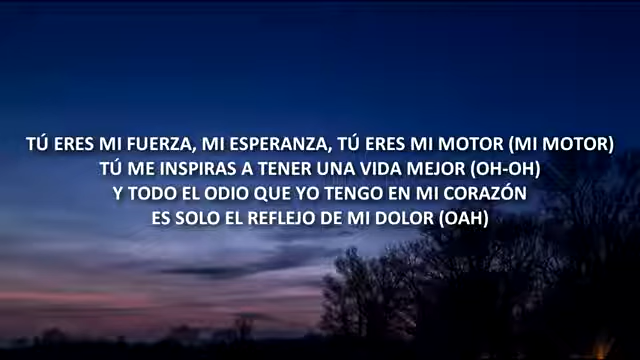 TÚ ERES MI FUERZA, MI ESPERANZA, TÚ ERES MI MOTOR (MI MOTOR)
TÚ ME INSPIRAS A TENER UNA VIDA MEJOR (OH-OH)
Y TODO EL ODIO QUE YO TENGO EN MI CORAZÓN
ES SOLO EL REFLEJO DE MI DOLOR (OAH)